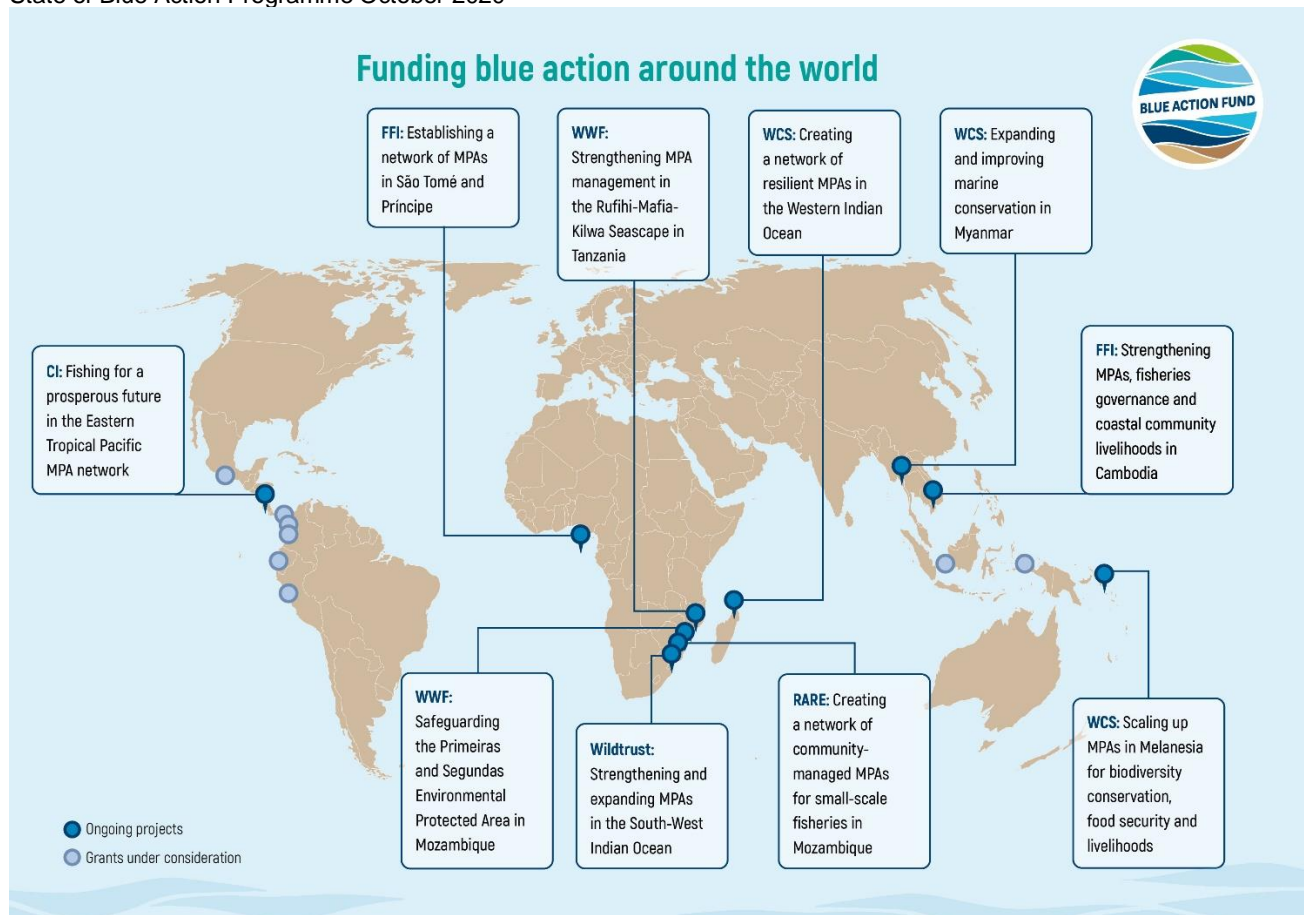 State of Blue Action Programme October 2020
Funding blue action around the world
BLUE ACTION FUND
FFI: Establishing a
network of MPAs
in São Tomé and
Príncipe
WWF:
Strengthening MPA
management in
the Rufihi-Mafia-
Kilwa Seascape in
Tanzania
WCS: Creating
a network of
resilient MPAs in
the Western Indian
Ocean
WCS: Expanding
and improving
marine
conservation in
Myanmar
CI: Fishing for a
prosperous future
in the Eastern
Tropical Pacific
MPA network
FFI: Strengthening
MPAs, fisheries
governance and
coastal community
livelihoods in
Cambodia
WWF:
Safeguarding
the Primeiras
and Segundas
Environmental
Protected Area in
Mozambique
Wildtrust:
Strengthening and
expanding MPAs
in the South-West
Indian Ocean
RARE: Creating
a network of
community-
managed MPAs
for small-scale
fisheries in
Mozambique
WCS: Scaling up
MPAs in Melanesia
for biodiversity
conservation,
food security and
livelihoods
Ongoing projects
Grants under consideration